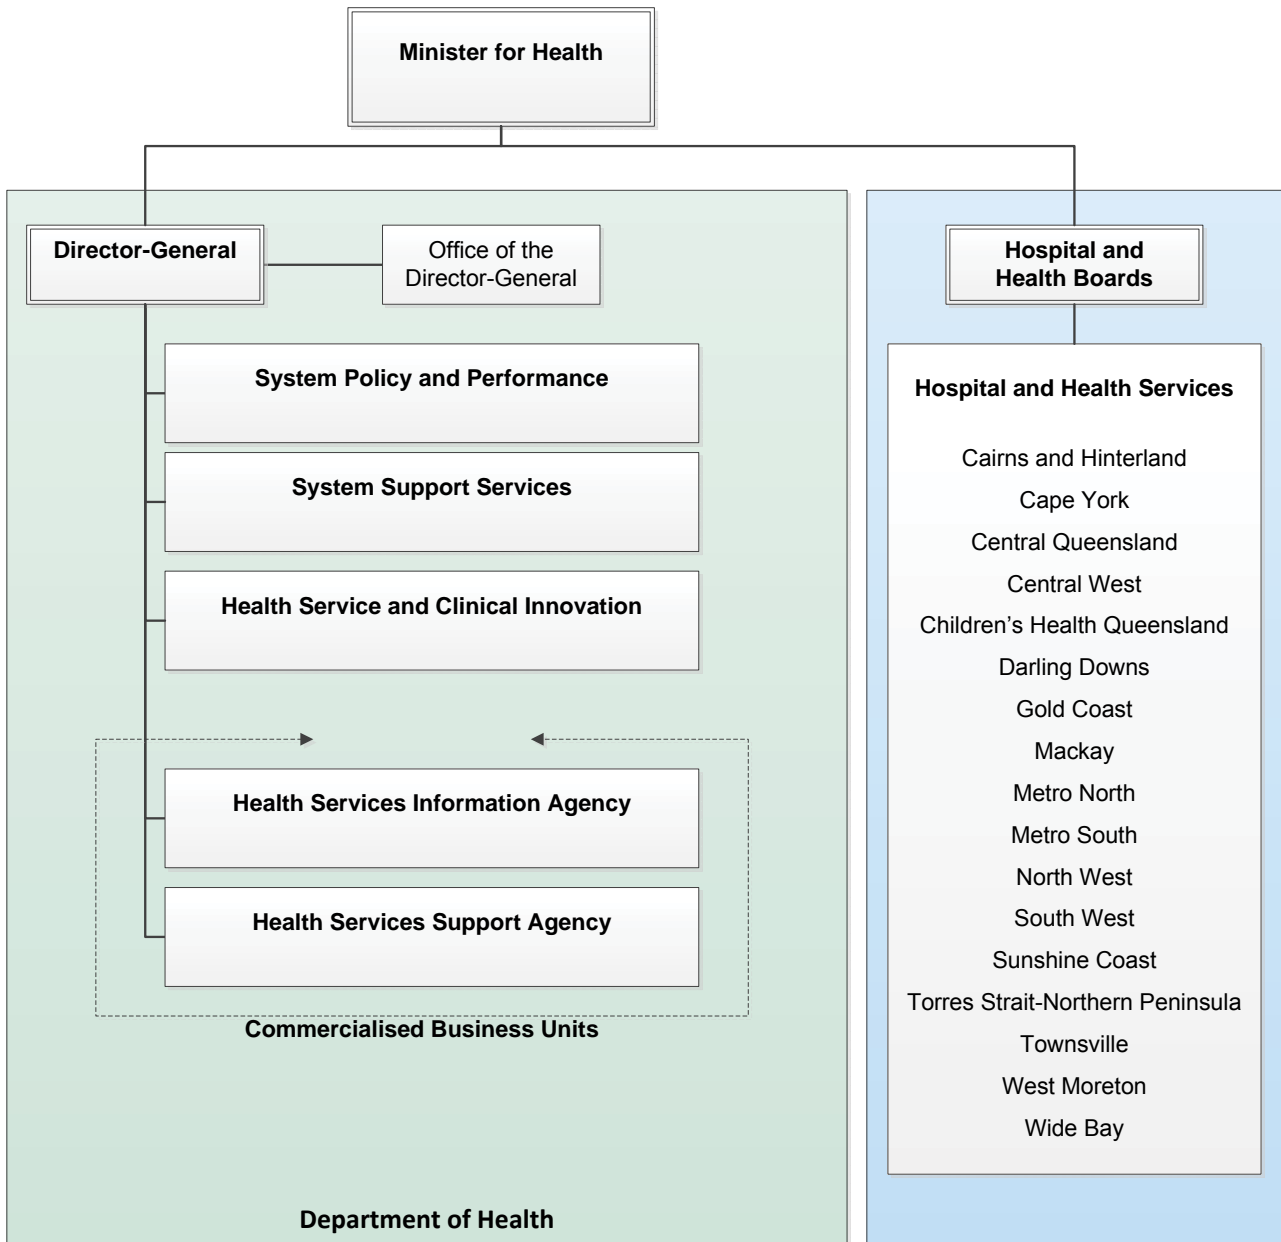 Minister for Health
Director-General
Office of the
Director-General
System Policy and Performance
System Support Services
Health Service and Clinical Innovation
Health Services Information Agency
Health Services Support Agency
Commercialised Business Units
Department of Health
Hospital and
Health Boards
Hospital and Health Services
Cairns and Hinterland
Cape York
Central Queensland
Central West
Children’s Health Queensland
Darling Downs
Gold Coast
Mackay
Metro North
Metro South
North West
South West
Sunshine Coast
Torres Strait-Northern Peninsula
Townsville
West Moreton
Wide Bay